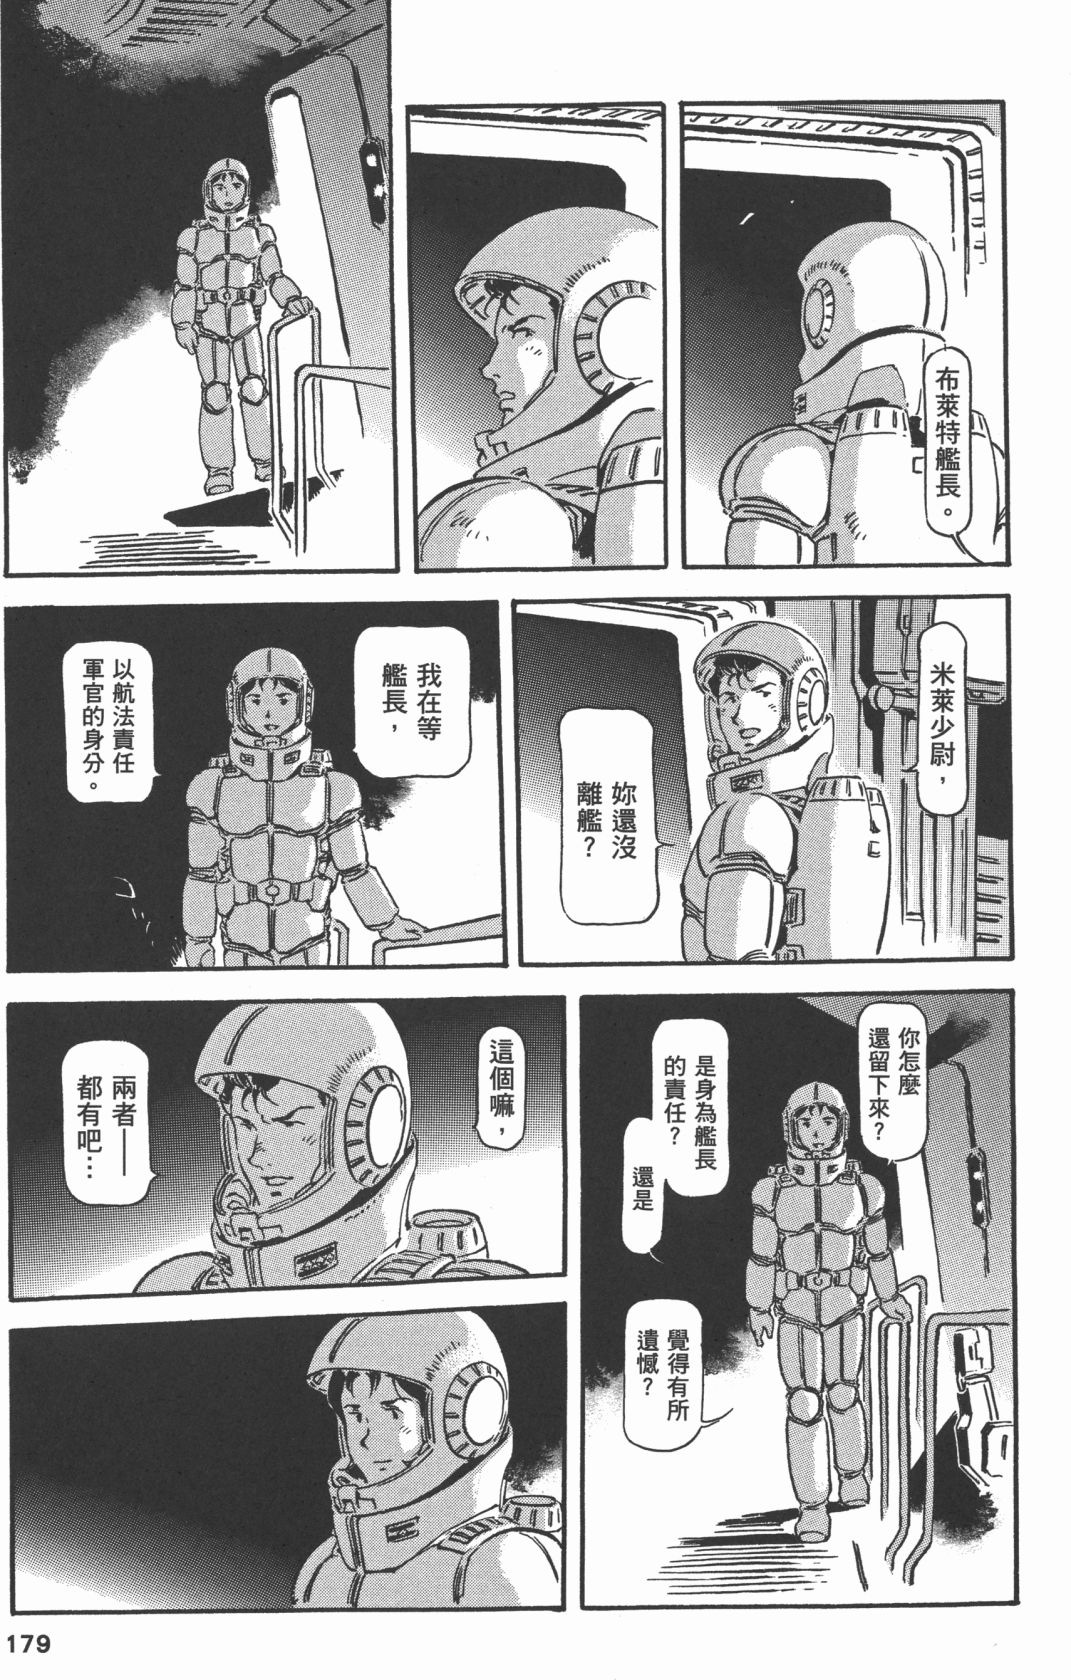 布萊特艦長。
米萊少尉，
妳還沒
離艦？
我在等
艦長，
以航法責任
軍官的身分。
你怎麼
還留下來？
是身為艦長
的責任？
還是
覺得有所
遺憾？
這個嘛，
兩者——
都有吧…
179